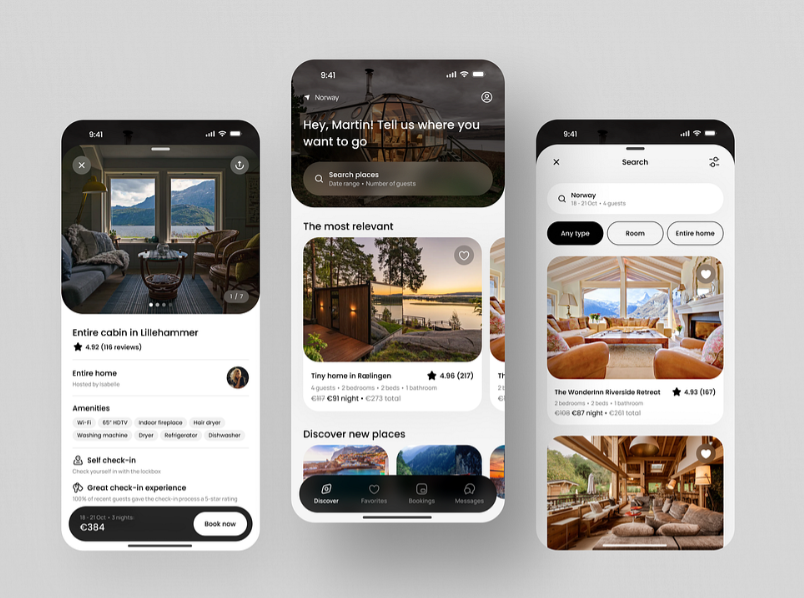 9:41
1 / 7
Entire cabin in Lillehammer
4.92 (116 reviews)
Entire home
Hosted by Isabelle
Amenities
Wi-Fi
65" HDTV
Indoor fireplace
Hair dryer
Washing machine
Dryer
Refrigerator
Dishwasher
Self check-in
Check yourself in with the lockbox
Great check-in experience
100% of recent guests gave the check-in process a 5-star rating
18 - 21 Oct • 3 nights
€384
Book now
9:41
Norway
Hey, Martin! Tell us where you
want to go
Search places
Date range • Number of guests
The most relevant
Tiny home in Rælingen
4.96 (217)
4 guests • 2 bedrooms • 2 beds • 1 bathroom
€117 €91 night • €273 total
Th
4 g
Discover new places
Discover
Favorites
Bookings
Messages
9:41
Search
Norway
18 - 21 Oct • 4 guests
Any type
Room
Entire home
The WonderInn Riverside Retreat
4.93 (167)
2 bedrooms • 2 beds • 1 bathroom
€108 €87 night • €261 total